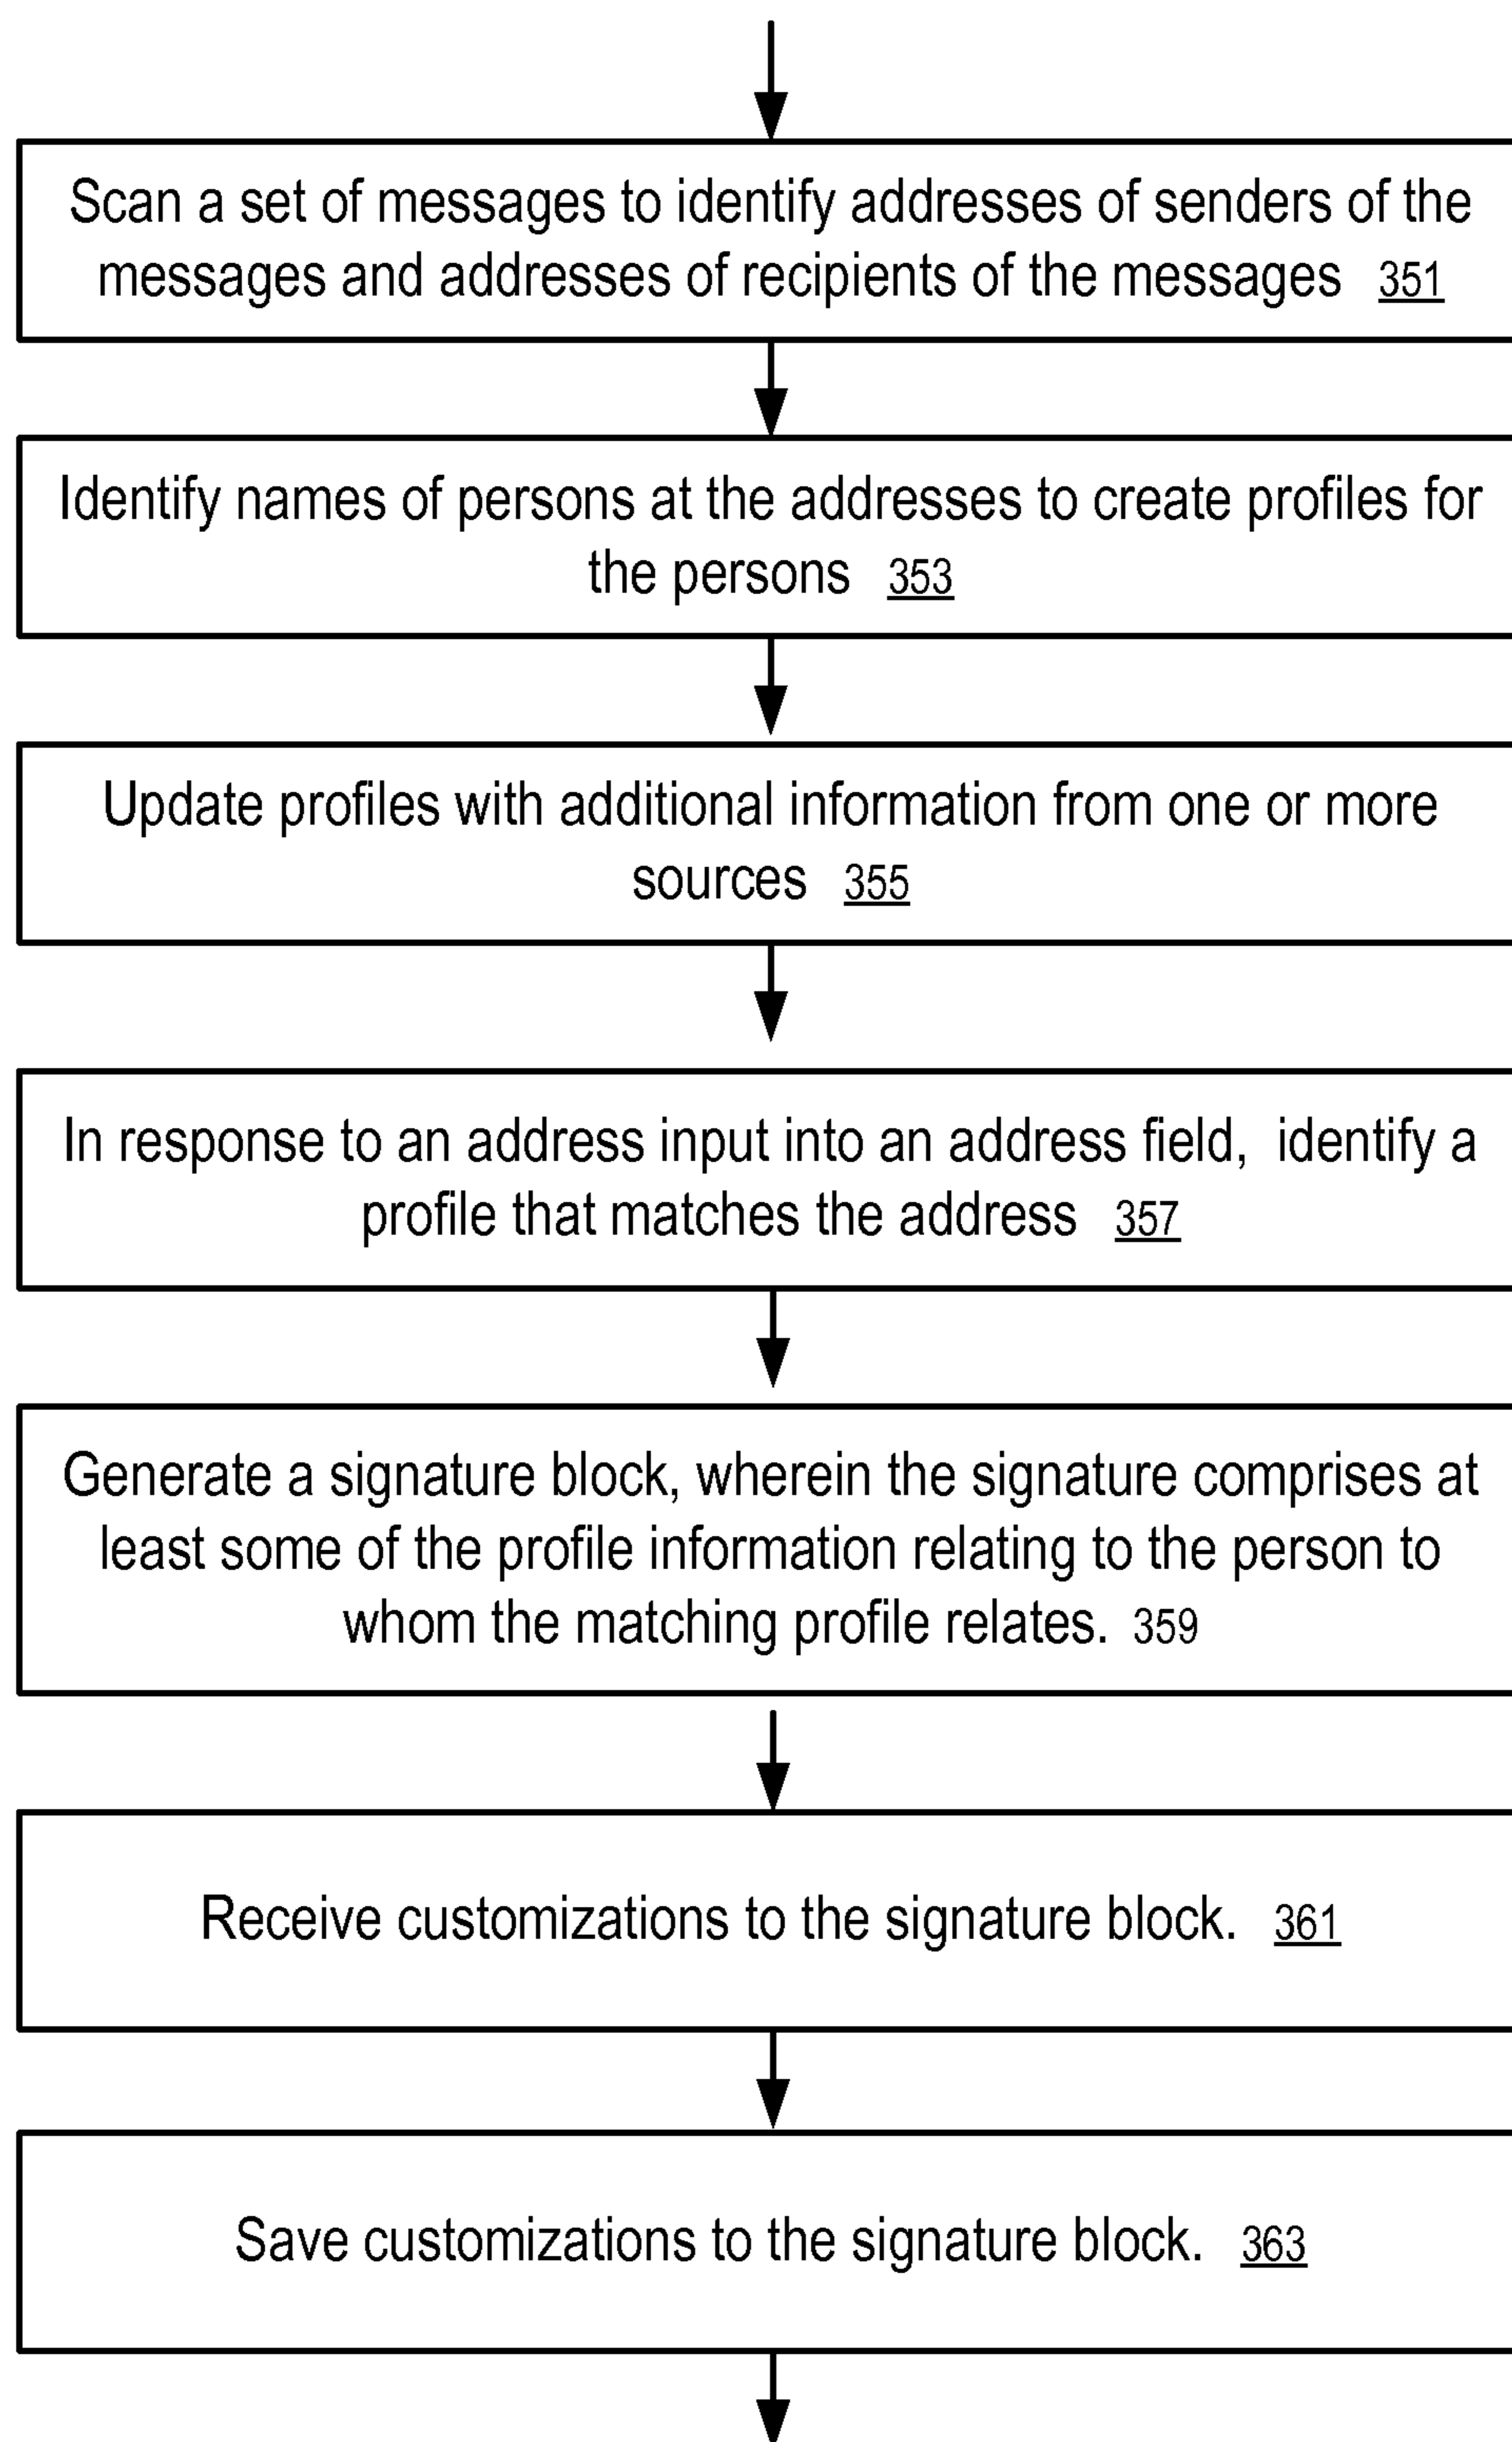 Scan a set of messages to identify addresses of senders of the
messages and addresses of recipients of the messages 351
Identify names of persons at the addresses to create profiles for
the persons 353
Update profiles with additional information from one or more
sources 355
In response to an address input into an address field, identify a
profile that matches the address 357
Generate a signature block, wherein the signature comprises at
least some of the profile information relating to the person to
whom the matching profile relates. 359
Receive customizations to the signature block. 361
Save customizations to the signature block. 363